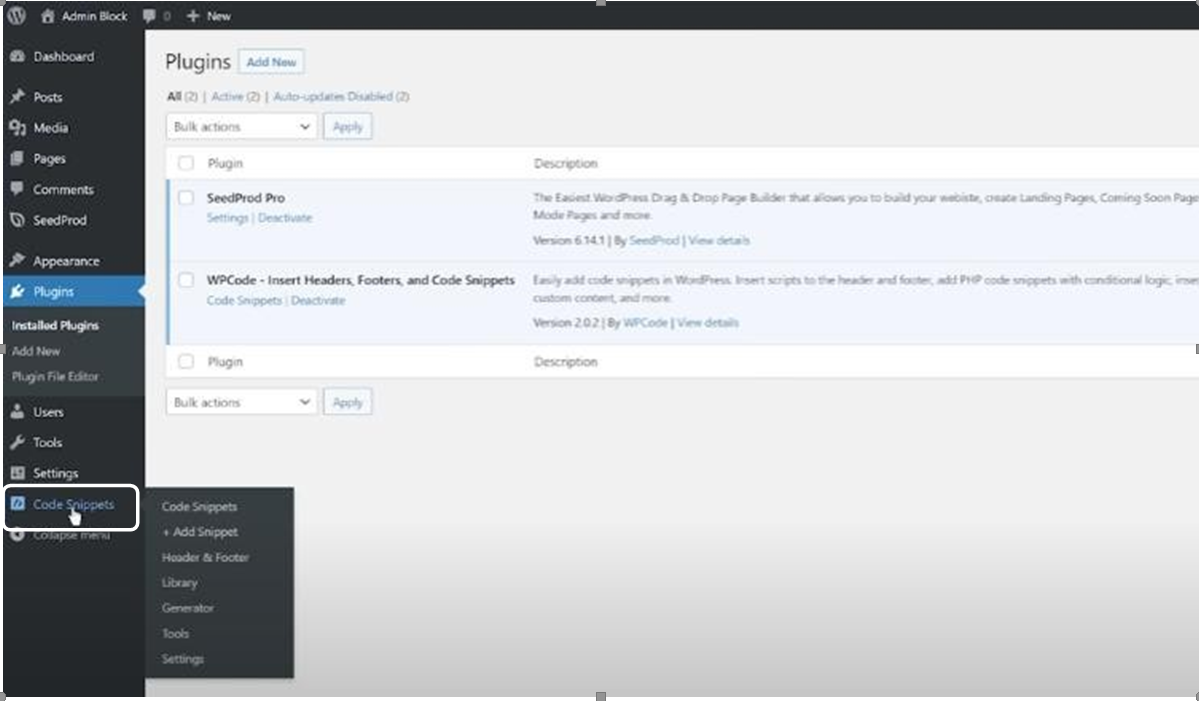 Admin Block 0 + New
Dashboard
Posts
Media
Pages
Comments
SeedProd
Appearance
Plugins
Installed Plugins
Add New
Plugin File Editor
Users
Tools
Settings
Code Snippets
Collapse menu
Code Snippets
+ Add Snippet
Header & Footer
Library
Generator
Tools
Settings
Plugins Add New
All (2) | Active (2) | Auto-updates Disabled (2)
Bulk actions Apply
Plugin Description
SeedProd Pro
Settings | Deactivate
The Easiest WordPress Drag & Drop Page Builder that allows you to build your webiste, create Landing Pages, Coming Soon Page
Mode Pages and more.
Version 6.14.1 | By SeedProd | View details
WPCode - Insert Headers, Footers, and Code Snippets
Code Snippets | Deactivate
Easily add code snippets in WordPress. Insert scripts to the header and footer, add PHP code snippets with conditional logic, inse
custom content, and more.
Version 2.0.2 | By WPCode | View details
Plugin Description
Bulk actions Apply